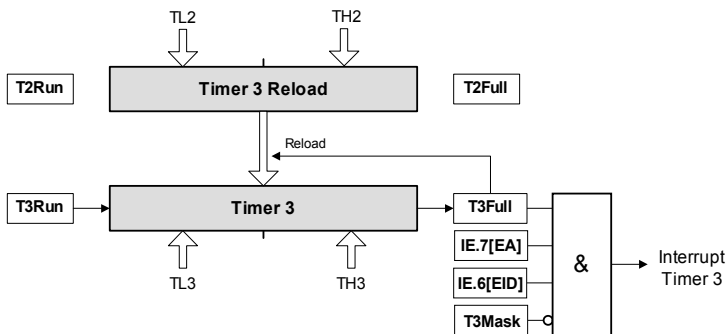 TL2 TH2
T2Run Timer 3 Reload T2Full
Reload
T3Run Timer 3 T3Full
IE.7[EA]
& Interrupt
Timer 3
TL3 TH3 IE.6[EID]
T3Mask